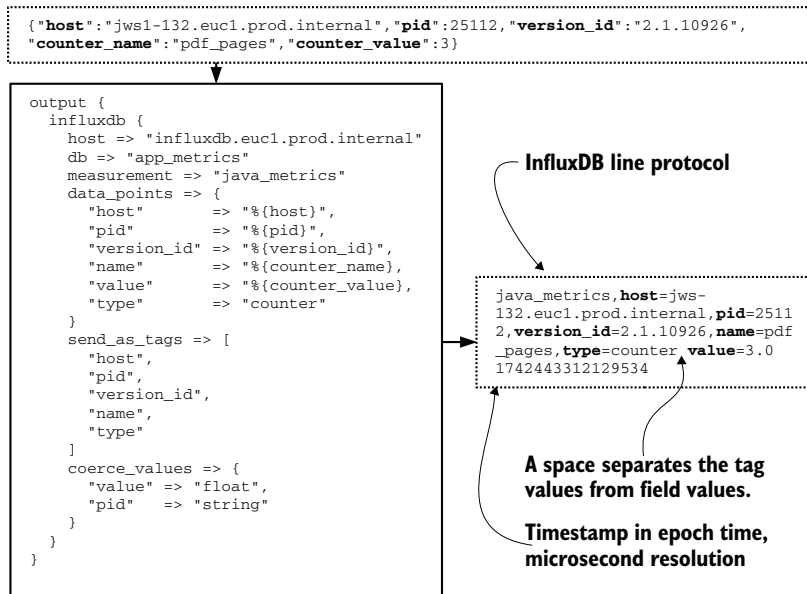 {"host":"jws1-132.euc1.prod.internal","pid":25112,"version_id":"2.1.10926",
"counter_name":"pdf_pages","counter_value":3}
output {
  influxdb {
    host => "influxdb.euc1.prod.internal"
    db => "app_metrics"
    measurement => "java_metrics"
    data_points => {
      "host"       => "%{host}",
      "pid"        => "%{pid}",
      "version_id" => "%{version_id}",
      "name"       => "%{counter_name},
      "value"      => "%{counter_value},
      "type"       => "counter"
    }
    send_as_tags => [
      "host",
      "pid",
      "version_id",
      "name",
      "type"
    ]
    coerce_values => {
      "value" => "float",
      "pid"   => "string"
    }
  }
}
InfluxDB line protocol
java_metrics,host=jws-
132.euc1.prod.internal,pid=2511
2,version_id=2.1.10926,name=pdf
_pages,type=counter value=3.0
1742443312129534
A space separates the tag
values from field values.
Timestamp in epoch time,
microsecond resolution